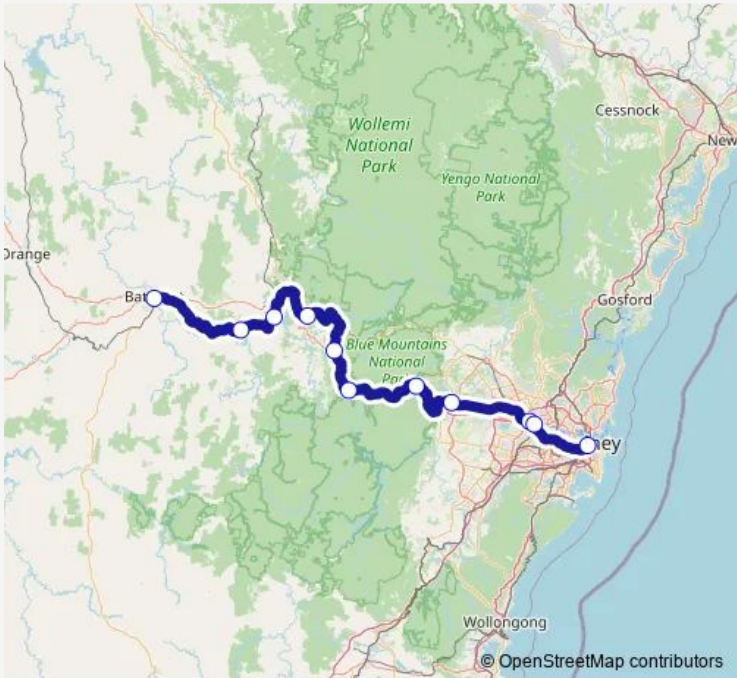 Cessnock
Wollemi
National
Park
New
Yengo National
Park
Orange
Gosford
Bat
Blue Mountains
National
Par
ney
Wollongong
© OpenStreetMap contributors